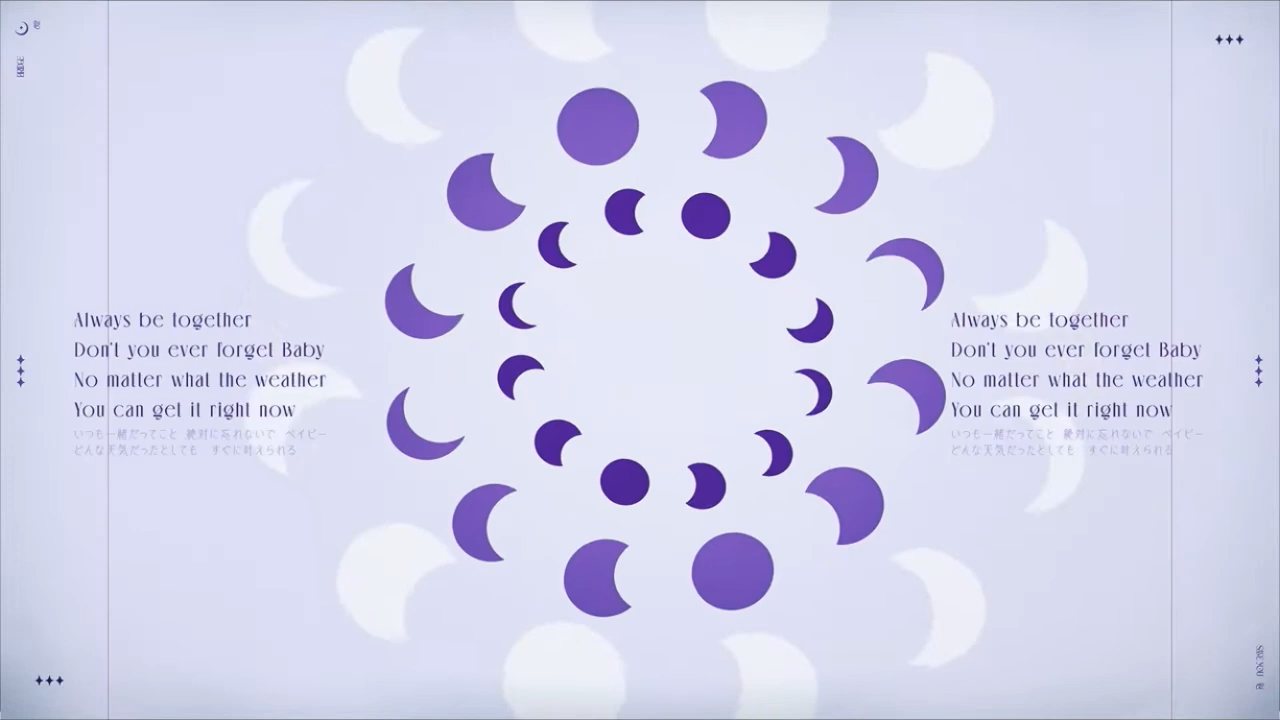 Always be together
Don't you ever forget Baby
No matter what the weather
You can get it right now
いつも一緒だってこと 絶対に忘れないで ベイビー
どんな天気だったとしても すぐに叶えられる
Always be together
Don't you ever forget Baby
No matter what the weather
You can get it right now
いつも一緒だってこと 絶対に忘れないで ベイビー
どんな天気だったとしても すぐに叶えられる